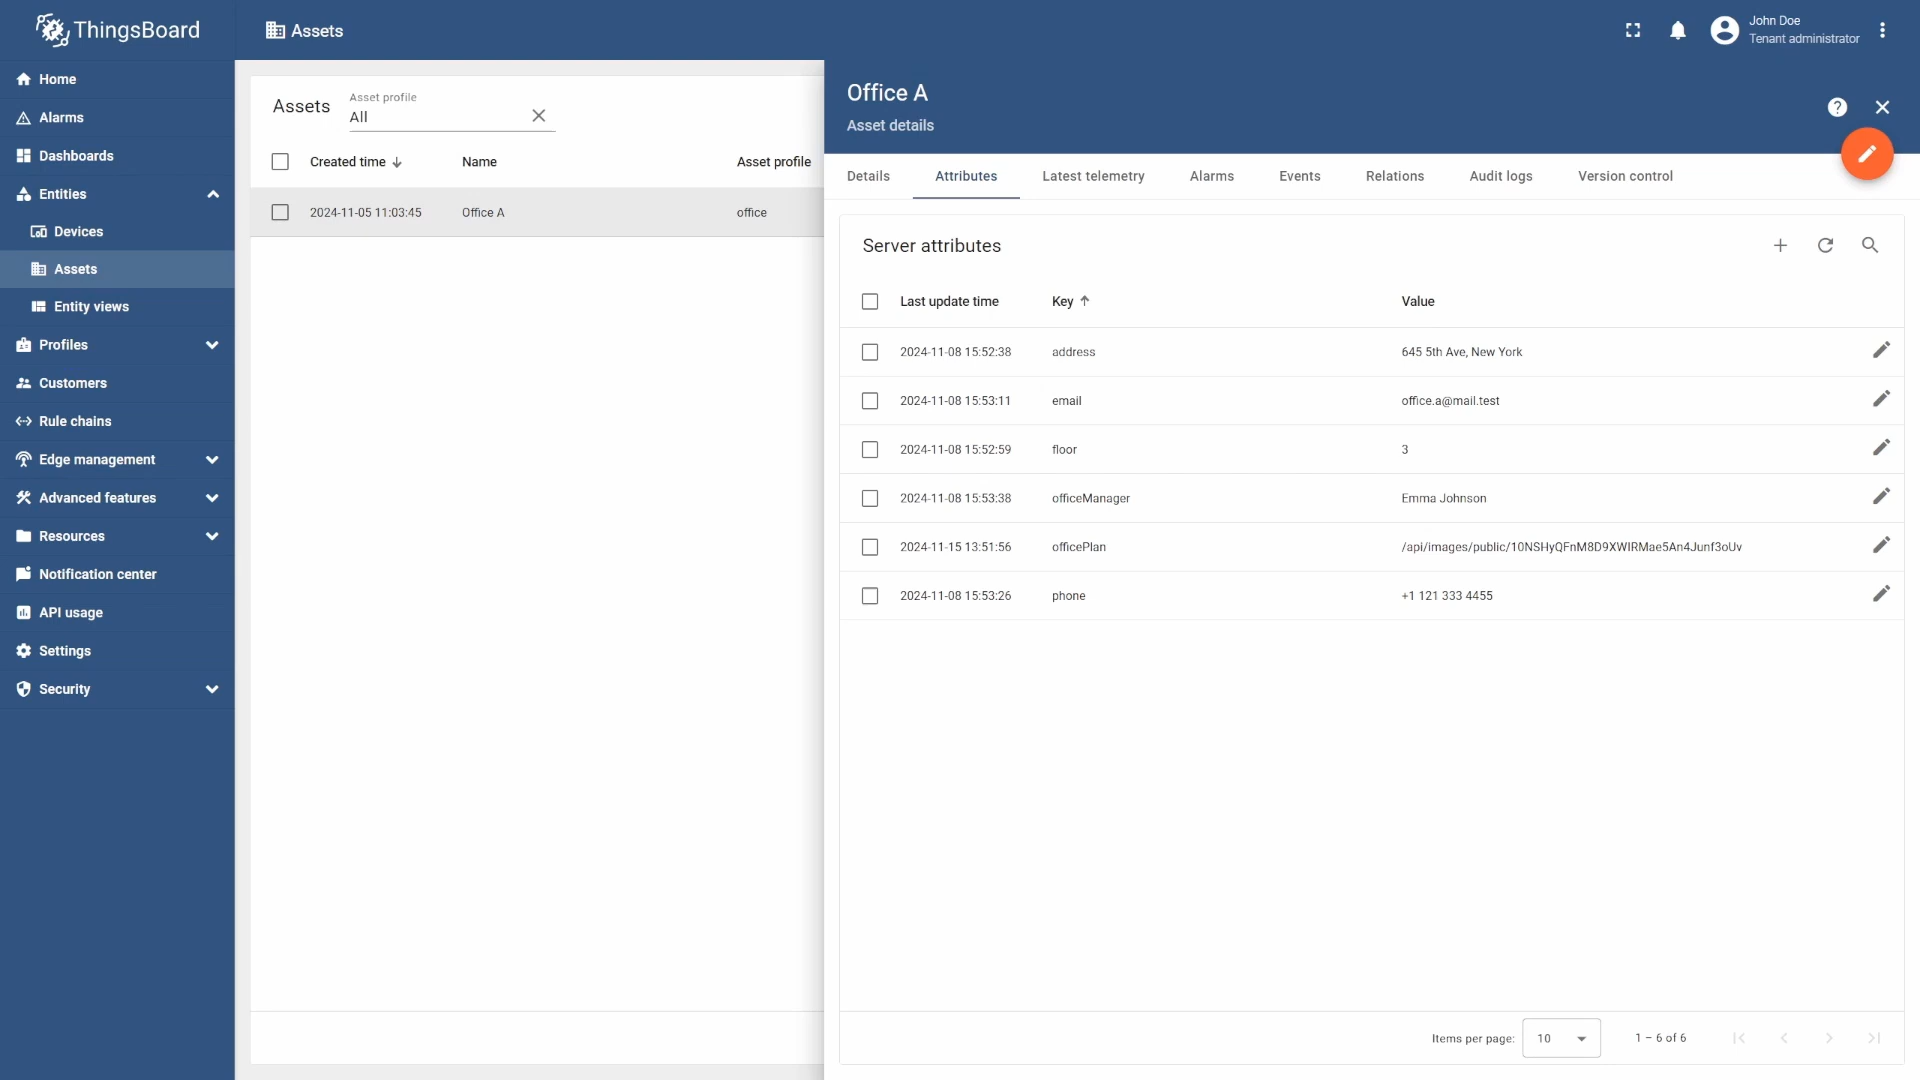 ThingsBoard
Assets
John Doe
Tenant administrator
Home
Alarms
Dashboards
Entities
Devices
Assets
Entity views
Profiles
Customers
Rule chains
Edge management
Advanced features
Resources
Notification center
API usage
Settings
Security
Assets
Asset profile
All
Created time Name Asset profile
2024-11-05 11:03:45 Office A office
Office A
Asset details
Details Attributes Latest telemetry Alarms Events Relations Audit logs Version control
Server attributes
Last update time Key Value
2024-11-08 15:52:38 address 645 5th Ave, New York
2024-11-08 15:53:11 email office.a@mail.test
2024-11-08 15:52:59 floor 3
2024-11-08 15:53:38 officeManager Emma Johnson
2024-11-15 13:51:56 officePlan /api/images/public/10NSHyQFnM8D9XWIRMae5An4Junf3oUv
2024-11-08 15:53:26 phone +1 121 333 4455
Items per page: 10 1 – 6 of 6